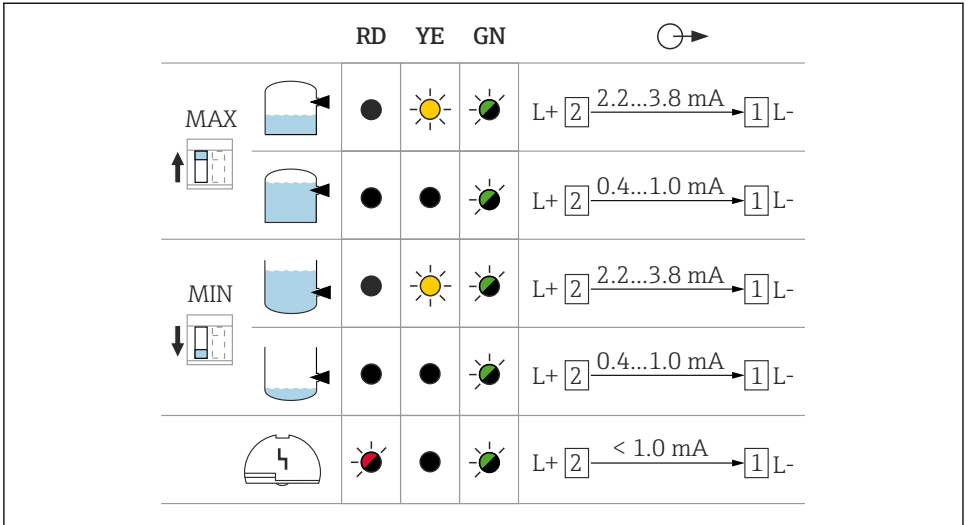 RD YE GN
MAX
L+ 2 2.2...3.8 mA 1 L-
L+ 2 0.4...1.0 mA 1 L-
MIN
L+ 2 2.2...3.8 mA 1 L-
L+ 2 0.4...1.0 mA 1 L-
L+ 2 < 1.0 mA 1 L-